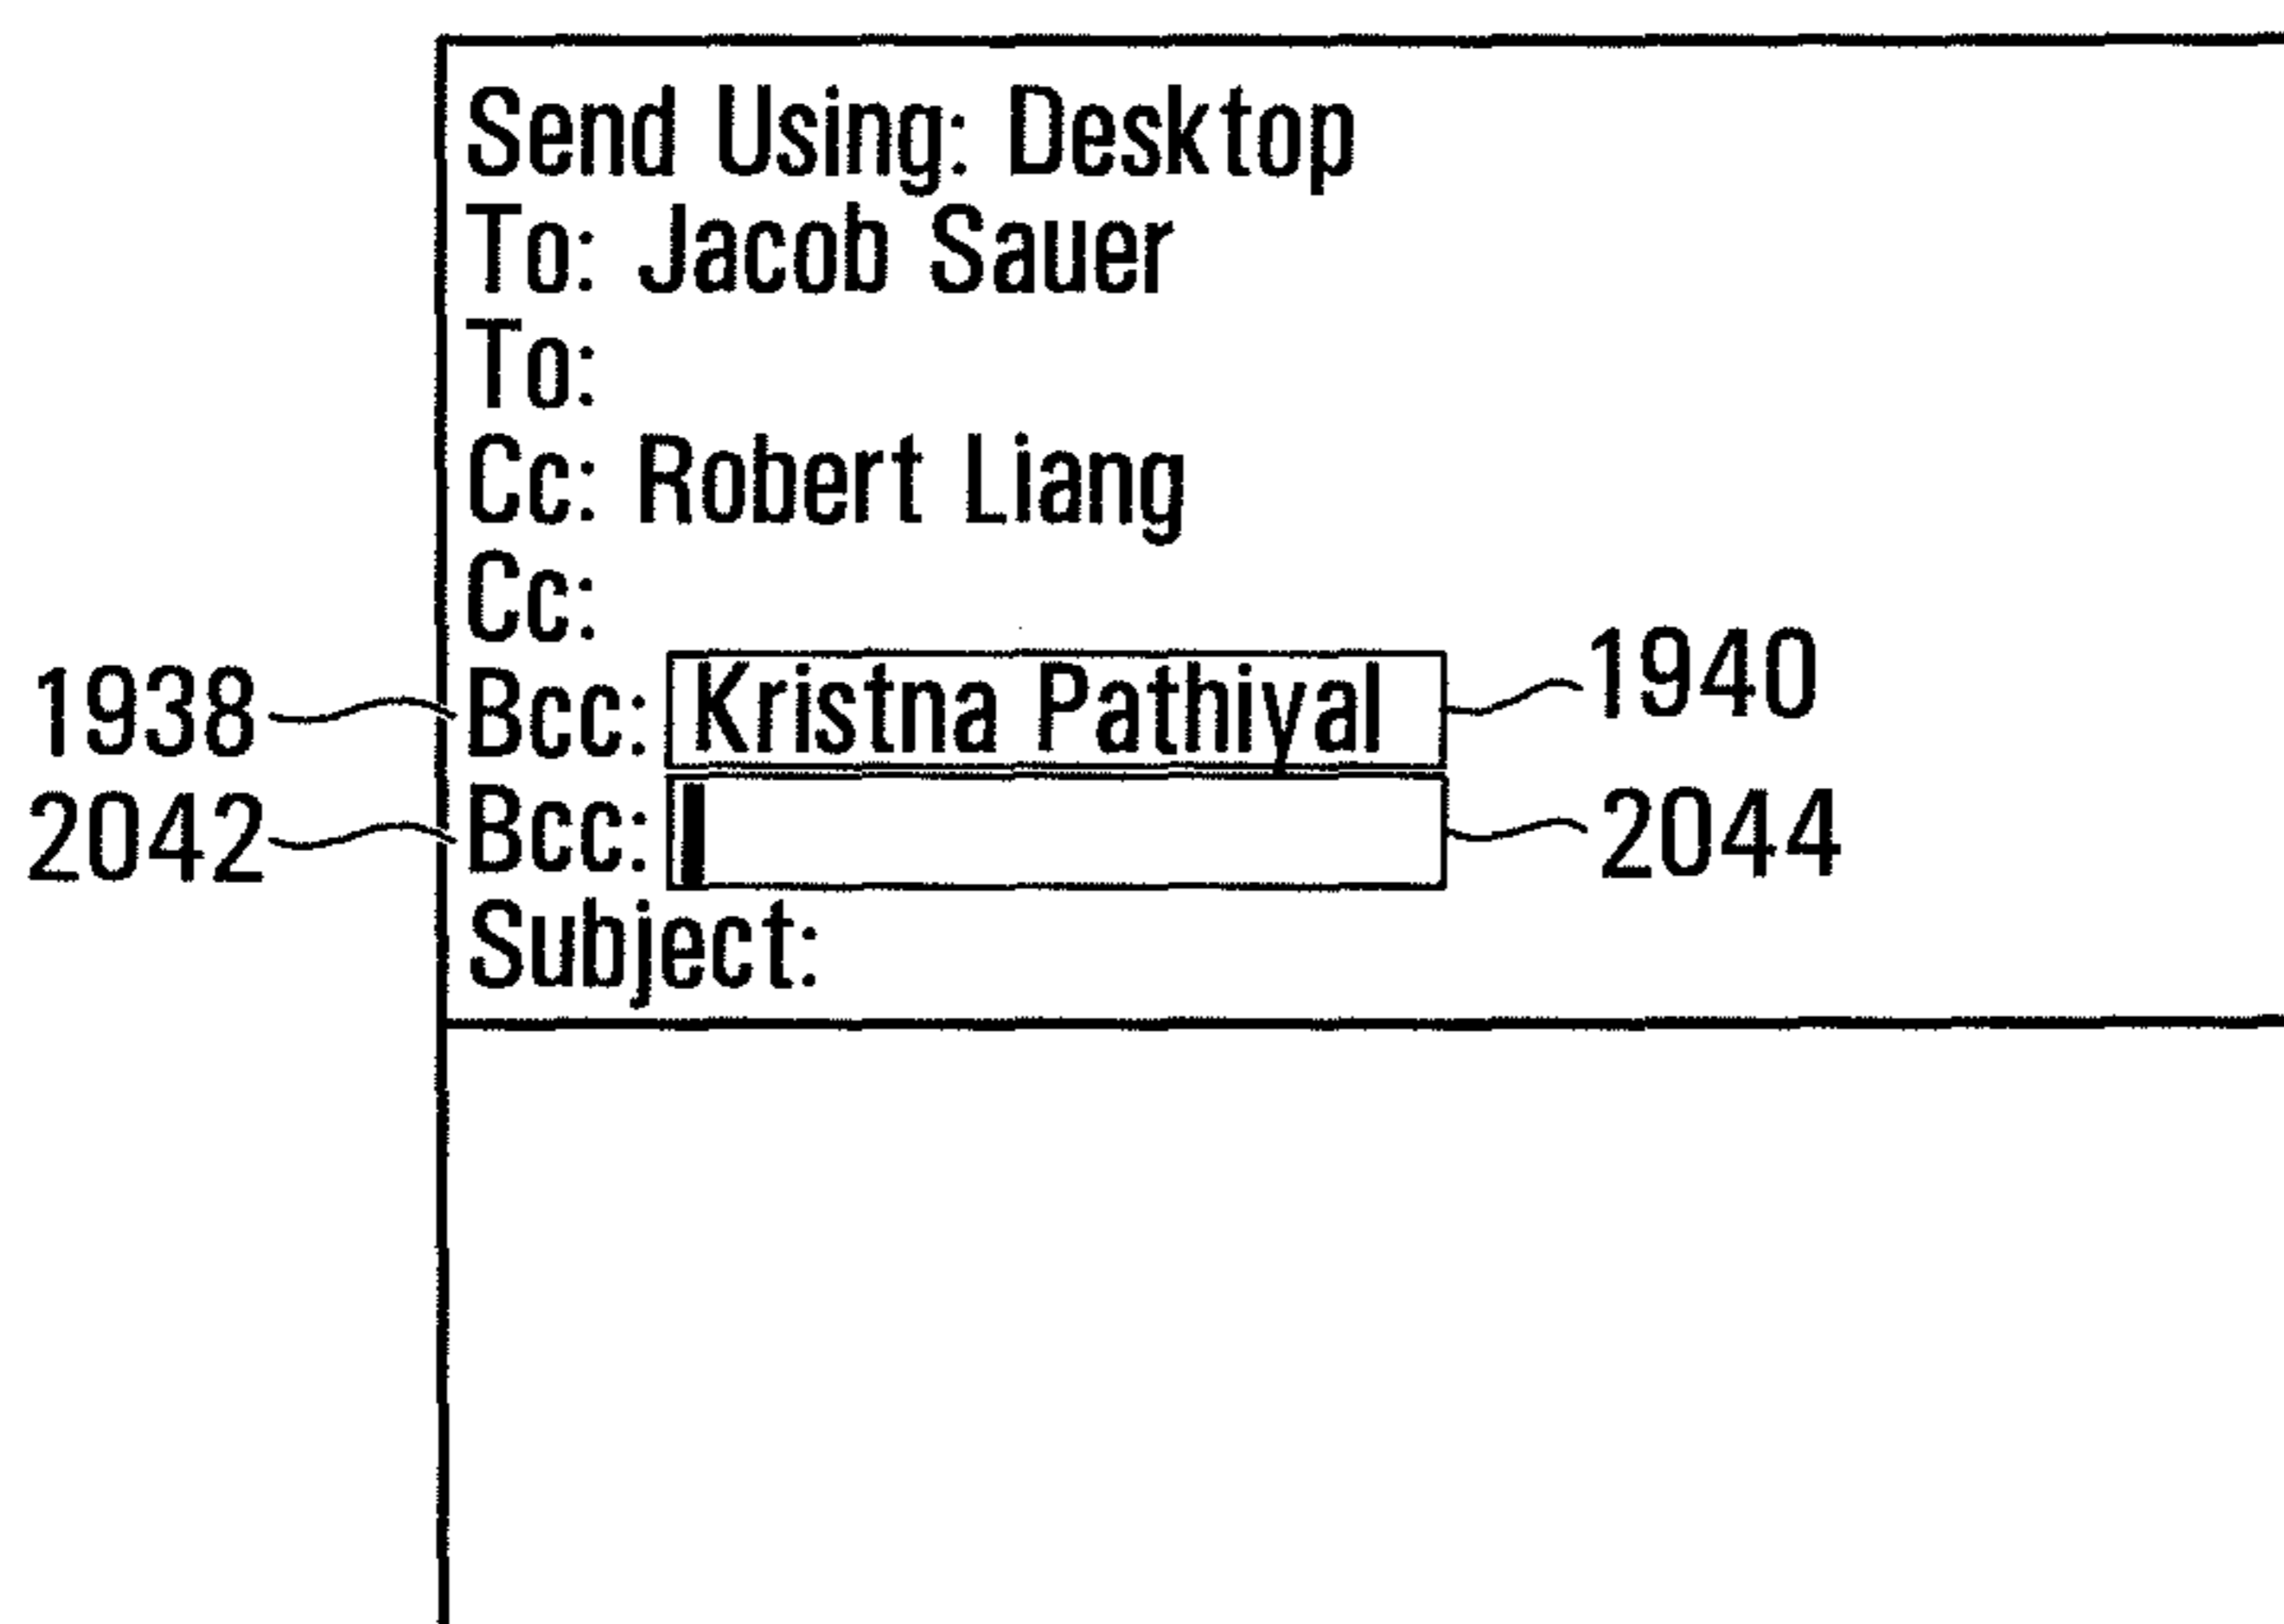 Send Using: Desktop
To: Jacob Sauer
To:
Cc: Robert Liang
Cc:
1938 Bcc: Kristna Pathiyal 1940
2042 Bcc: 2044
Subject: